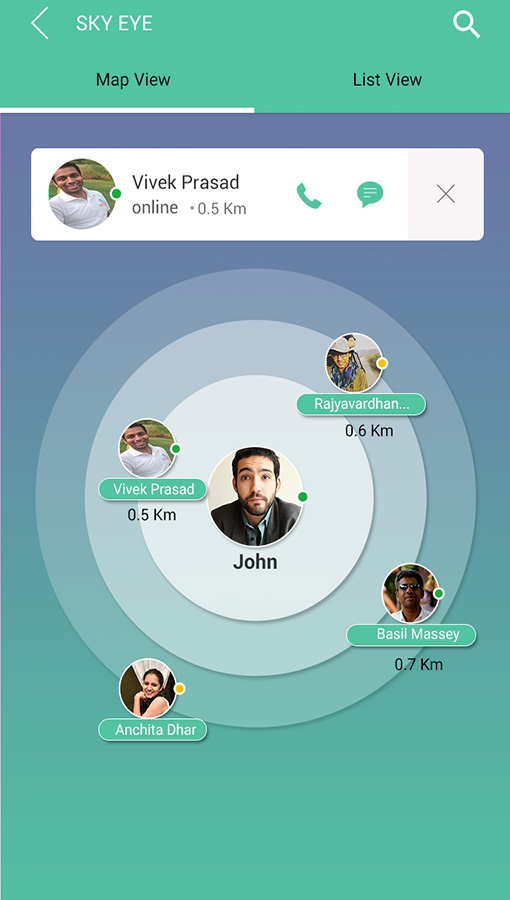 SKY EYE
Map View
List View
Vivek Prasad
online • 0.5 Km
Rajyavardhan...
0.6 Km
Vivek Prasad
0.5 Km
John
Basil Massey
0.7 Km
Anchita Dhar